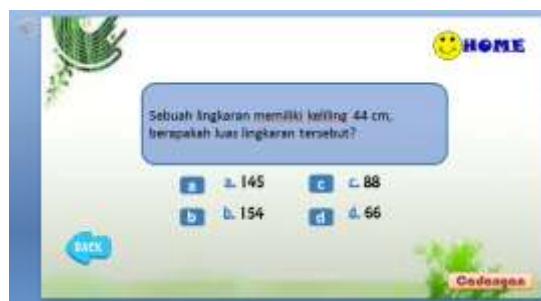 HOME
Sebuah lingkaran memiliki keliling 44 cm,
berapakah luas lingkaran tersebut?
a a. 145 c c. 88
b b. 154 d d. 66
BACK
Cadangan